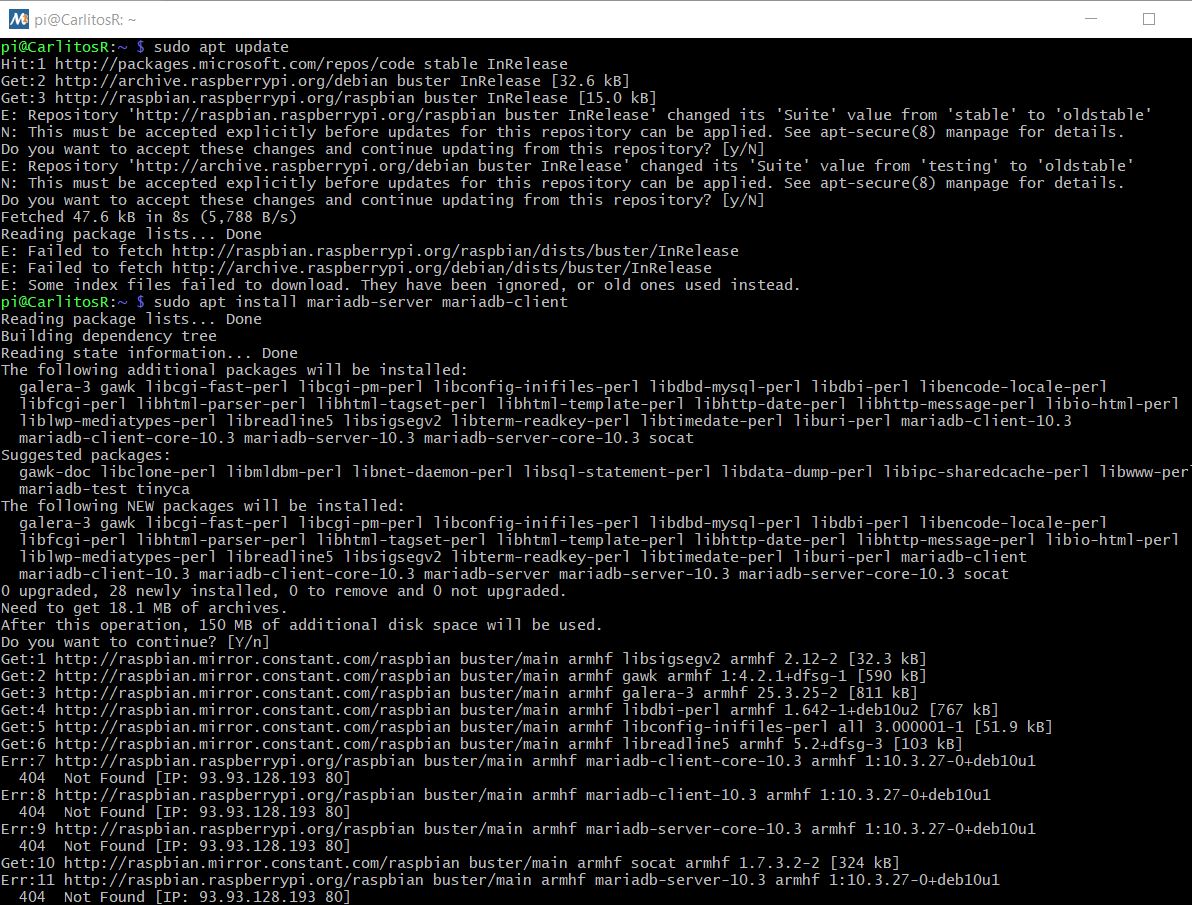 pi@CarlitosR: ~
pi@CarlitosR:~ $ sudo apt update
Hit:1 http://packages.microsoft.com/repos/code stable InRelease
Get:2 http://archive.raspberrypi.org/debian buster InRelease [32.6 kB]
Get:3 http://raspbian.raspberrypi.org/raspbian buster InRelease [15.0 kB]
E: Repository 'http://raspbian.raspberrypi.org/raspbian buster InRelease' changed its 'Suite' value from 'stable' to 'oldstable'
N: This must be accepted explicitly before updates for this repository can be applied. See apt-secure(8) manpage for details.
Do you want to accept these changes and continue updating from this repository? [y/N]
E: Repository 'http://archive.raspberrypi.org/debian buster InRelease' changed its 'Suite' value from 'testing' to 'oldstable'
N: This must be accepted explicitly before updates for this repository can be applied. See apt-secure(8) manpage for details.
Do you want to accept these changes and continue updating from this repository? [y/N]
Fetched 47.6 kB in 8s (5,788 B/s)
Reading package lists... Done
E: Failed to fetch http://raspbian.raspberrypi.org/raspbian/dists/buster/InRelease
E: Failed to fetch http://archive.raspberrypi.org/debian/dists/buster/InRelease
E: Some index files failed to download. They have been ignored, or old ones used instead.
pi@CarlitosR:~ $ sudo apt install mariadb-server mariadb-client
Reading package lists... Done
Building dependency tree
Reading state information... Done
The following additional packages will be installed:
  galera-3 gawk libcgi-fast-perl libcgi-pm-perl libconfig-inifiles-perl libdbd-mysql-perl libdbi-perl libencode-locale-perl
  libfcgi-perl libhtml-parser-perl libhtml-tagset-perl libhtml-template-perl libhttp-date-perl libhttp-message-perl libio-html-perl
  liblwp-mediatypes-perl libreadline5 libsigsegv2 libterm-readkey-perl libtimedate-perl liburi-perl mariadb-client-10.3
  mariadb-client-core-10.3 mariadb-server-10.3 mariadb-server-core-10.3 socat
Suggested packages:
  gawk-doc libclone-perl libmldbm-perl libnet-daemon-perl libsql-statement-perl libdata-dump-perl libipc-sharedcache-perl libwww-perl
  mariadb-test tinyca
The following NEW packages will be installed:
  galera-3 gawk libcgi-fast-perl libcgi-pm-perl libconfig-inifiles-perl libdbd-mysql-perl libdbi-perl libencode-locale-perl
  libfcgi-perl libhtml-parser-perl libhtml-tagset-perl libhtml-template-perl libhttp-date-perl libhttp-message-perl libio-html-perl
  liblwp-mediatypes-perl libreadline5 libsigsegv2 libterm-readkey-perl libtimedate-perl liburi-perl mariadb-client
  mariadb-client-10.3 mariadb-client-core-10.3 mariadb-server mariadb-server-10.3 mariadb-server-core-10.3 socat
0 upgraded, 28 newly installed, 0 to remove and 0 not upgraded.
Need to get 18.1 MB of archives.
After this operation, 150 MB of additional disk space will be used.
Do you want to continue? [Y/n]
Get:1 http://raspbian.mirror.constant.com/raspbian buster/main armhf libsigsegv2 armhf 2.12-2 [32.3 kB]
Get:2 http://raspbian.mirror.constant.com/raspbian buster/main armhf gawk armhf 1:4.2.1+dfsg-1 [590 kB]
Get:3 http://raspbian.mirror.constant.com/raspbian buster/main armhf galera-3 armhf 25.3.25-2 [811 kB]
Get:4 http://raspbian.mirror.constant.com/raspbian buster/main armhf libdbi-perl armhf 1.642-1+deb10u2 [767 kB]
Get:5 http://raspbian.mirror.constant.com/raspbian buster/main armhf libconfig-inifiles-perl all 3.000001-1 [51.9 kB]
Get:6 http://raspbian.mirror.constant.com/raspbian buster/main armhf libreadline5 armhf 5.2+dfsg-3 [103 kB]
Err:7 http://raspbian.raspberrypi.org/raspbian buster/main armhf mariadb-client-core-10.3 armhf 1:10.3.27-0+deb10u1
  404  Not Found [IP: 93.93.128.193 80]
Err:8 http://raspbian.raspberrypi.org/raspbian buster/main armhf mariadb-client-10.3 armhf 1:10.3.27-0+deb10u1
  404  Not Found [IP: 93.93.128.193 80]
Err:9 http://raspbian.raspberrypi.org/raspbian buster/main armhf mariadb-server-core-10.3 armhf 1:10.3.27-0+deb10u1
  404  Not Found [IP: 93.93.128.193 80]
Get:10 http://raspbian.mirror.constant.com/raspbian buster/main armhf socat armhf 1.7.3.2-2 [324 kB]
Err:11 http://raspbian.raspberrypi.org/raspbian buster/main armhf mariadb-server-10.3 armhf 1:10.3.27-0+deb10u1
  404  Not Found [IP: 93.93.128.193 80]